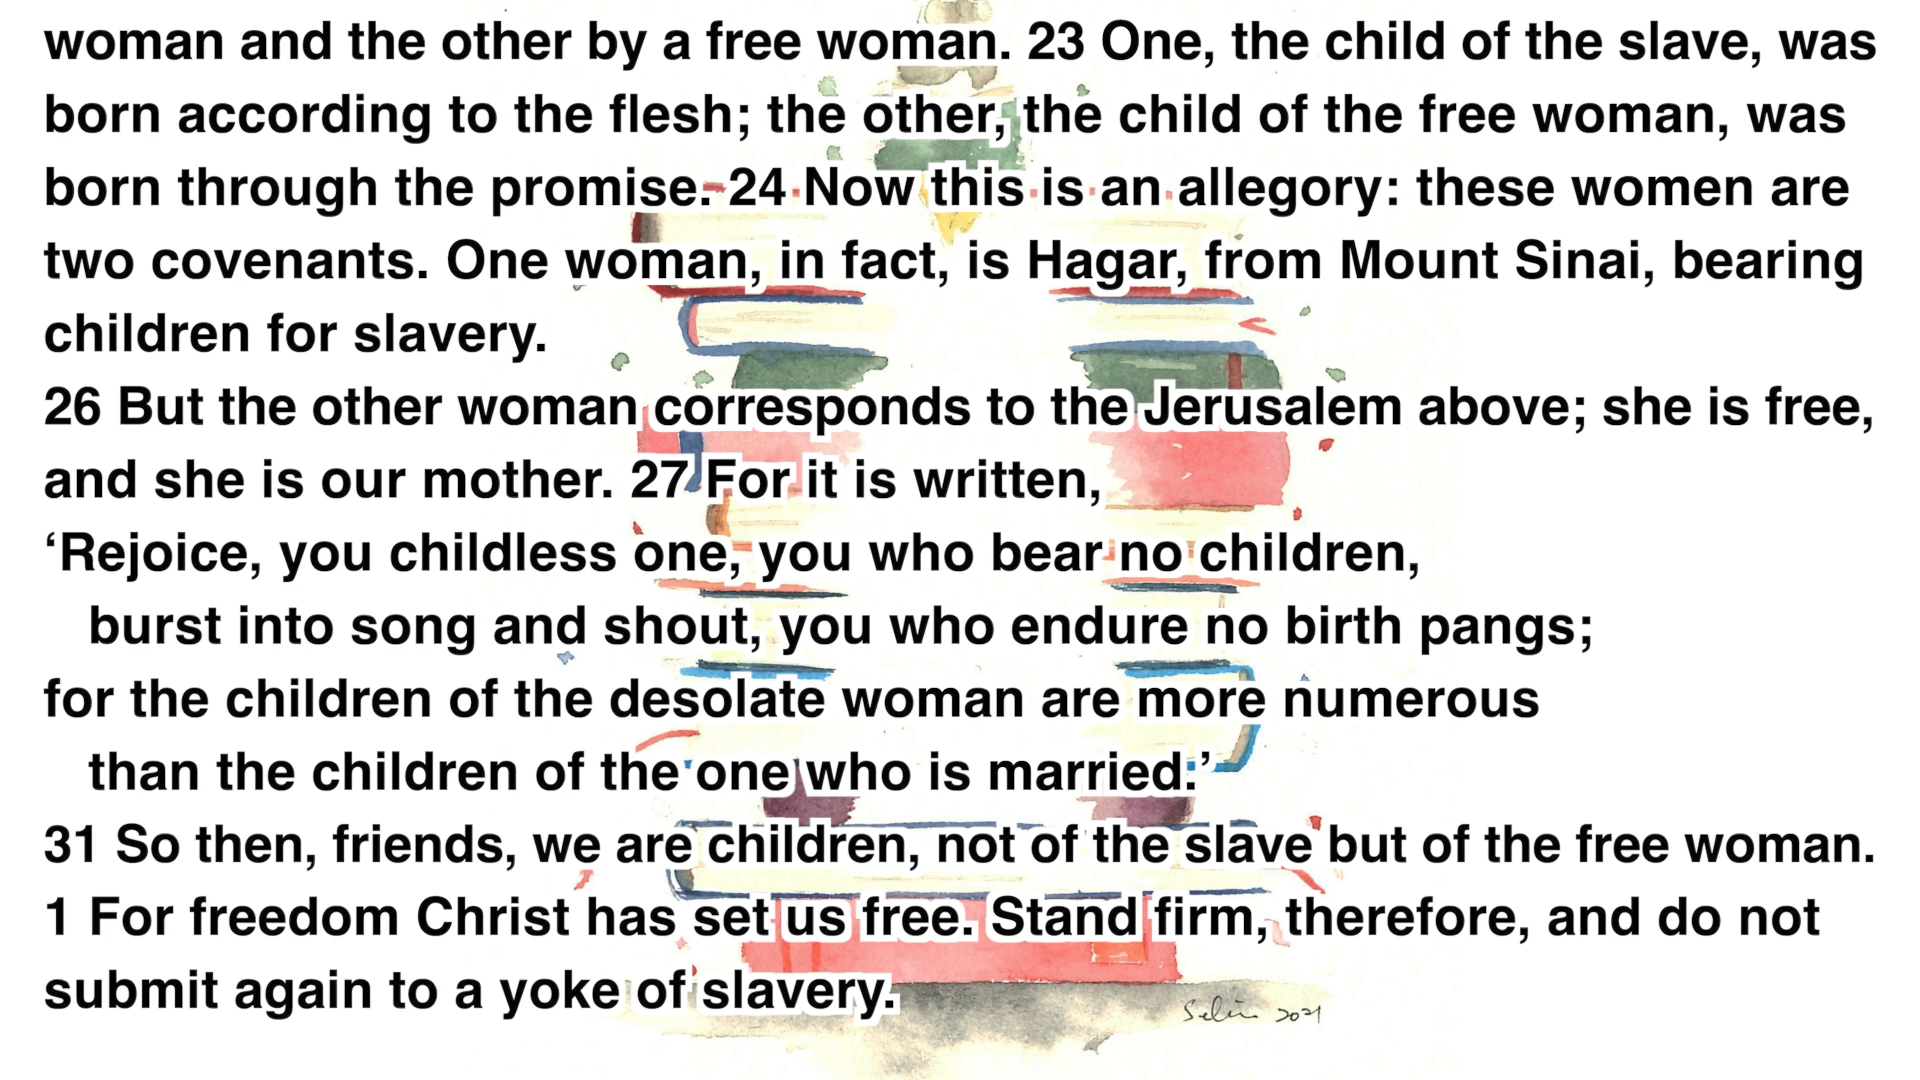 woman and the other by a free woman. 23 One, the child of the slave, was
born according to the flesh; the other, the child of the free woman, was
born through the promise. 24 Now this is an allegory: these women are
two covenants. One woman, in fact, is Hagar, from Mount Sinai, bearing
children for slavery.
26 But the other woman corresponds to the Jerusalem above; she is free,
and she is our mother. 27 For it is written,
‘Rejoice, you childless one, you who bear no children,
burst into song and shout, you who endure no birth pangs;
for the children of the desolate woman are more numerous
than the children of the one who is married.’
31 So then, friends, we are children, not of the slave but of the free woman.
1 For freedom Christ has set us free. Stand firm, therefore, and do not
submit again to a yoke of slavery.
2021